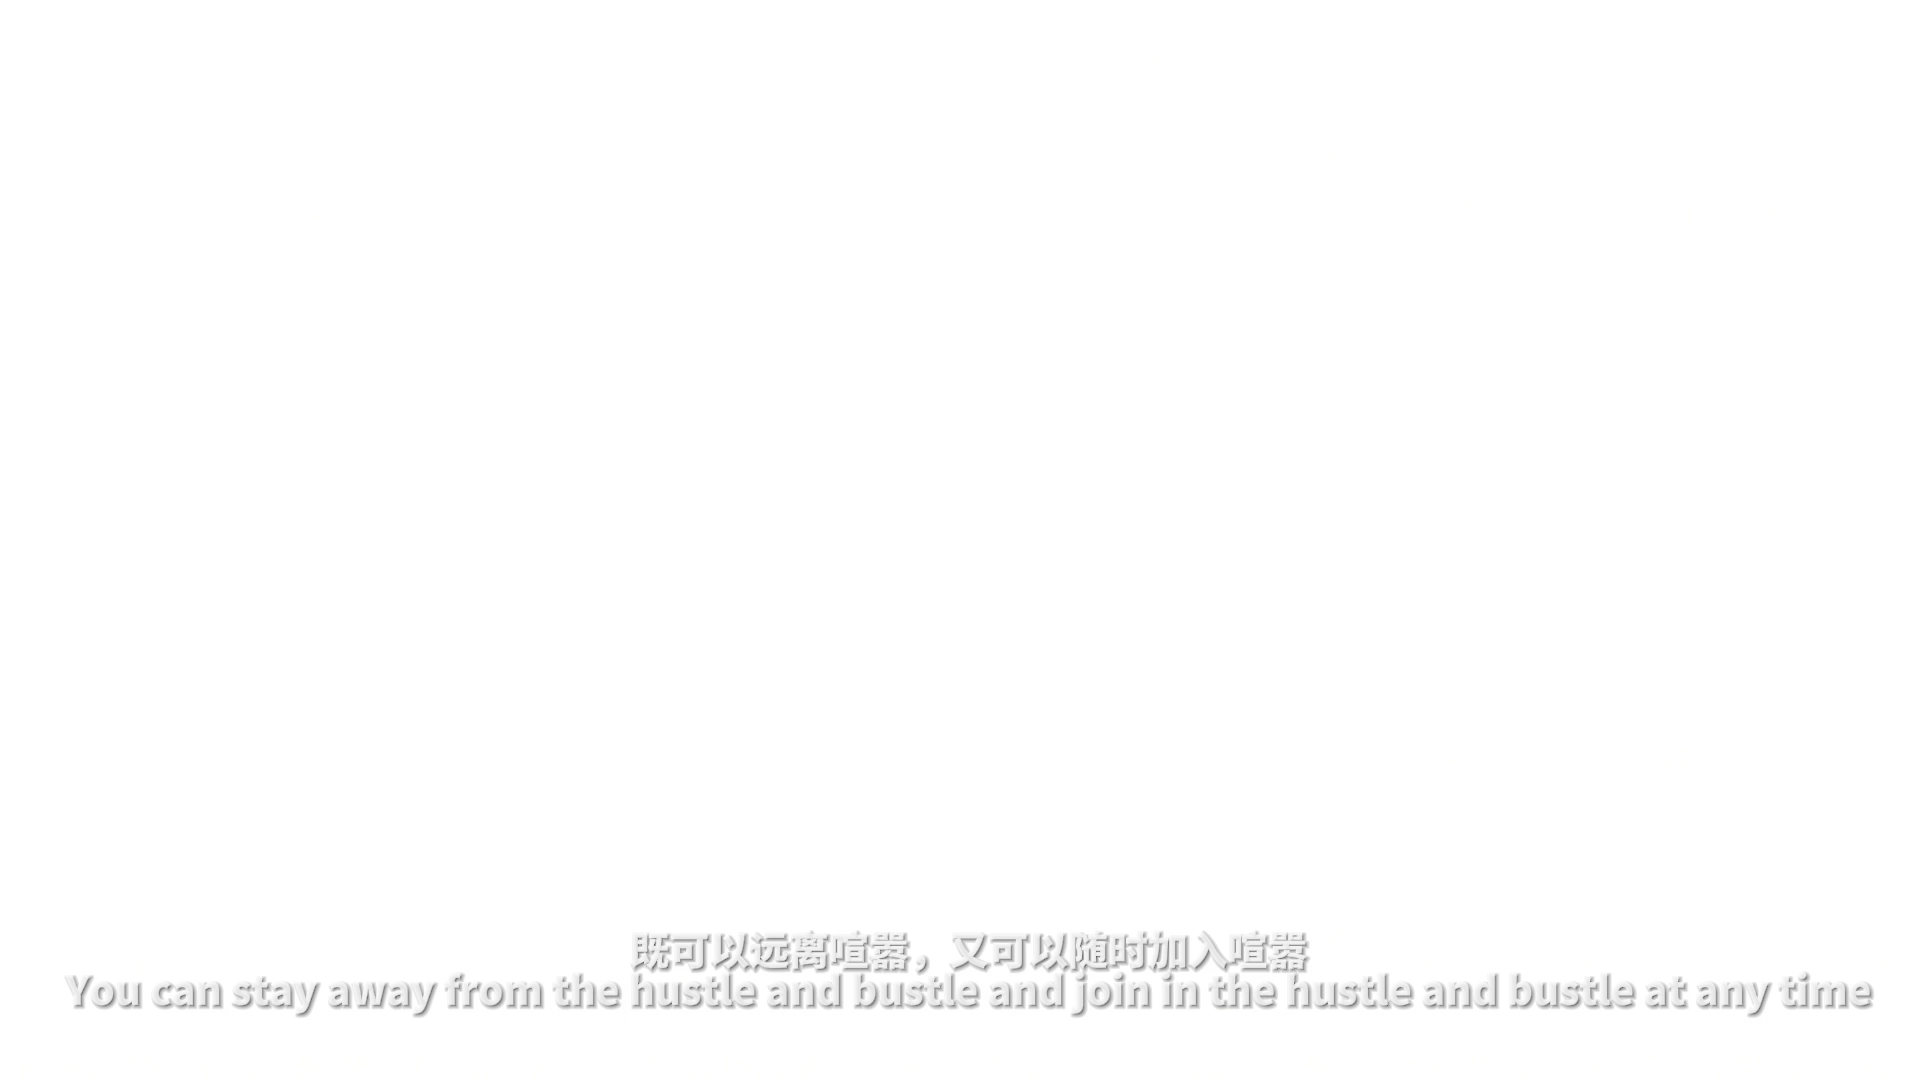 既可以远离喧嚣，又可以随时加入喧嚣
You can stay away from the hustle and bustle and join in the hustle and bustle at any time